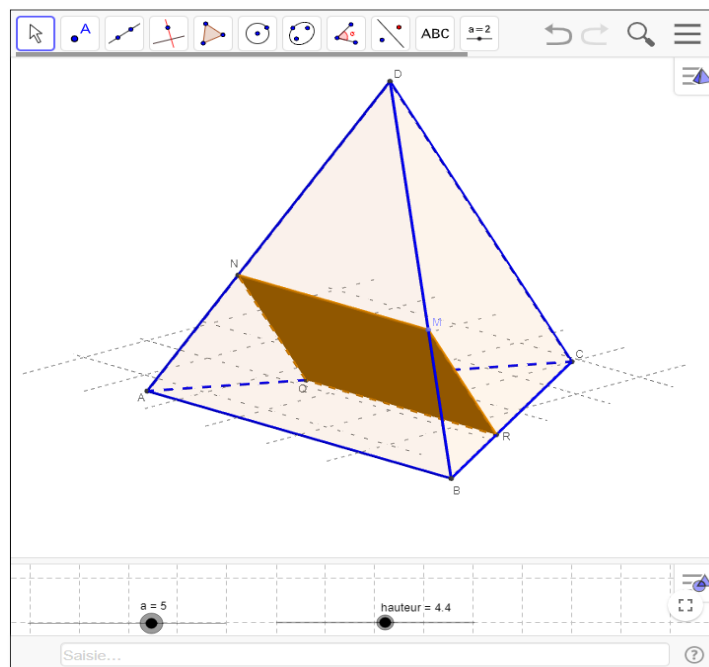 A ABC a=2
D
N
M
C
A
Q
R
B
a = 5
hauteur = 4.4
Saisie...
?